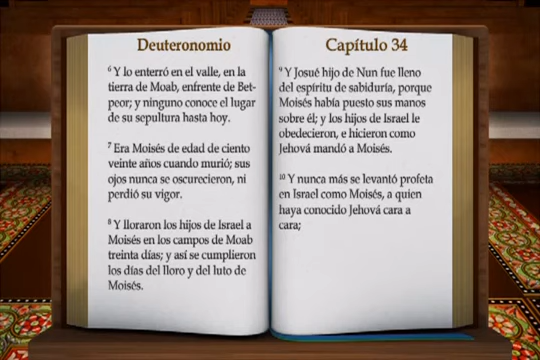 Deuteronomio
⁶ Y lo enterró en el valle, en la
tierra de Moab, enfrente de Bet-
peor; y ninguno conoce el lugar
de su sepultura hasta hoy.
⁷ Era Moisés de edad de ciento
veinte años cuando murió; sus
ojos nunca se oscurecieron, ni
perdió su vigor.
⁸ Y lloraron los hijos de Israel a
Moisés en los campos de Moab
treinta días; y así se cumplieron
los días del lloro y del luto de
Moisés.
Capítulo 34
⁹ Y Josué hijo de Nun fue lleno
del espíritu de sabiduría, porque
Moisés había puesto sus manos
sobre él; y los hijos de Israel le
obedecieron, e hicieron como
Jehová mandó a Moisés.
¹⁰ Y nunca más se levantó profeta
en Israel como Moisés, a quien
haya conocido Jehová cara a
cara;